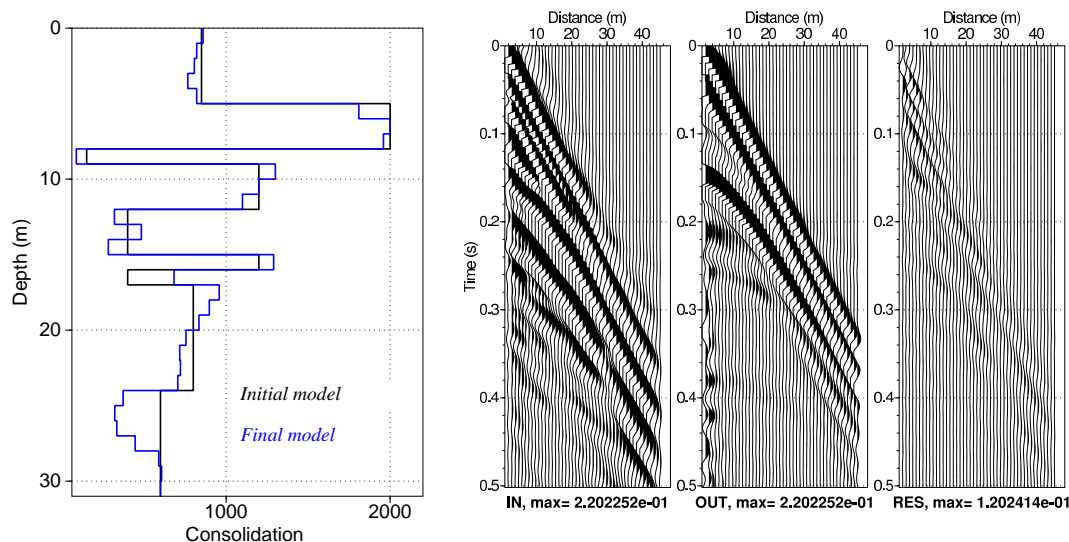 Depth (m)
0
10
20
30
1000 2000
Consolidation
Initial model
Final model
Distance (m)
10 20 30 40
Time (s)
0
0.1
0.2
0.3
0.4
0.5
IN, max= 2.202252e-01
Distance (m)
10 20 30 40
0
0.1
0.2
0.3
0.4
0.5
OUT, max= 2.202252e-01
Distance (m)
10 20 30 40
0
0.1
0.2
0.3
0.4
0.5
RES, max= 1.202414e-01